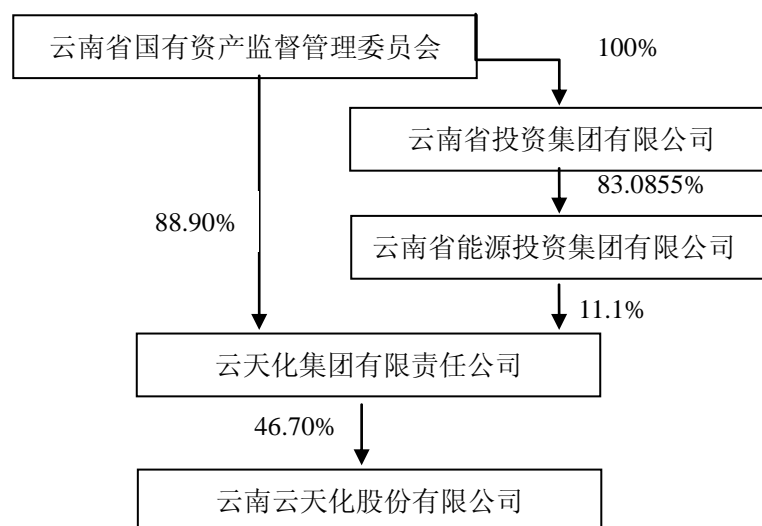 云南省国有资产监督管理委员会
100%
云南省投资集团有限公司
83.0855%
88.90%
云南省能源投资集团有限公司
11.1%
云天化集团有限责任公司
46.70%
云南云天化股份有限公司